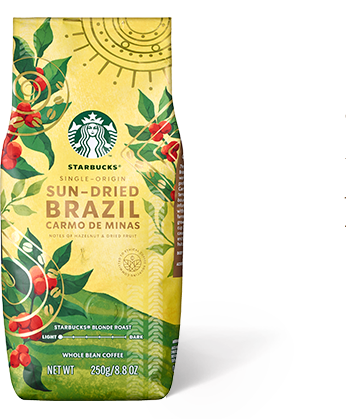 STARBUCKS®
SINGLE-ORIGIN
SUN-DRIED
BRAZIL
CARMO DE MINAS
NOTES OF HAZELNUT & DRIED FRUIT
STARBUCKS® BLONDE ROAST
LIGHT DARK
WHOLE BEAN COFFEE
NET WT 250g/8.8 OZ